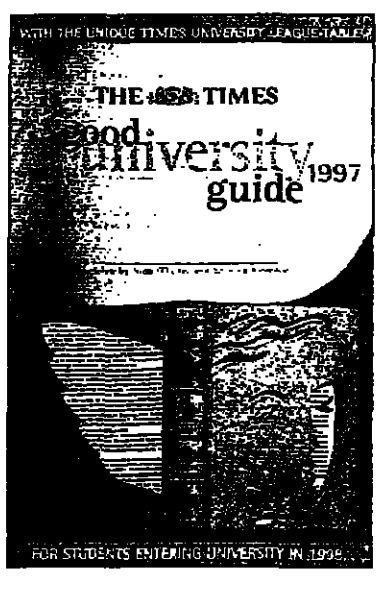 WITH THE UNIQUE TIMES UNIVERSITY LEAGUE-TABLES
THE TIMES
good
university
guide 1997
FOR STUDENTS ENTERING UNIVERSITY IN 1998